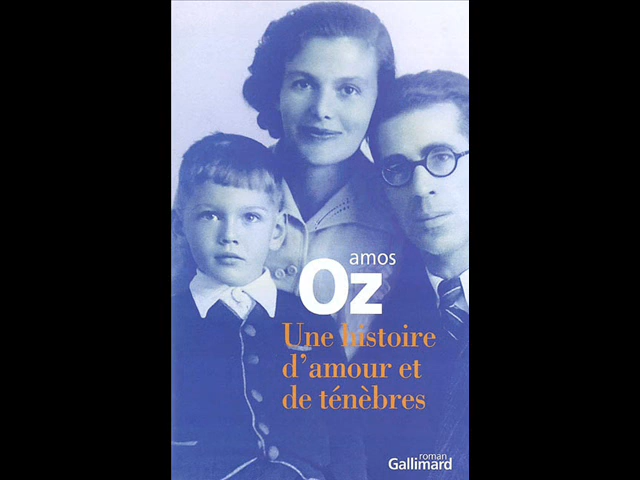 amos
Oz
Une histoire
d'amour et
de ténèbres
roman
Gallimard